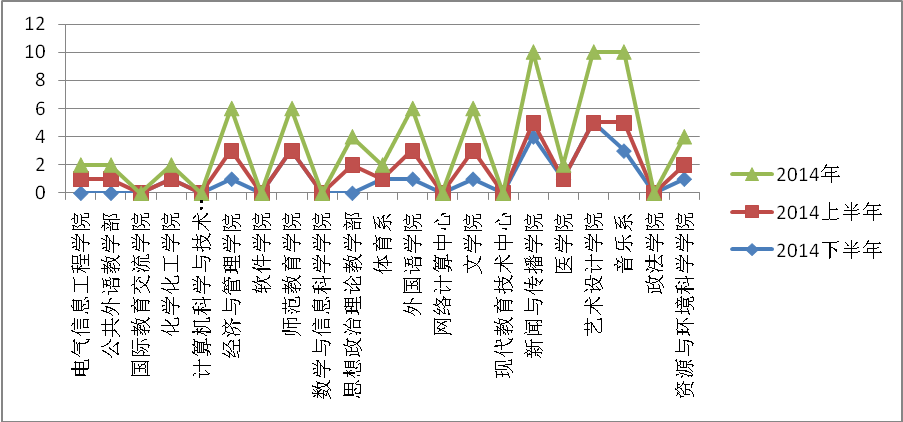 12
10
8
6
4
2
0
电气信息工程学院
公共外语教学部
国际教育交流学院
化学化工学院
计算机科学与技术…
经济与管理学院
软件学院
师范教育学院
数学与信息科学学院
思想政治理论教学部
体育系
外国语学院
网络计算中心
文学院
现代教育技术中心
新闻与传播学院
医学院
艺术设计学院
音乐系
政法学院
资源与环境科学学院
2014年
2014上半年
2014下半年